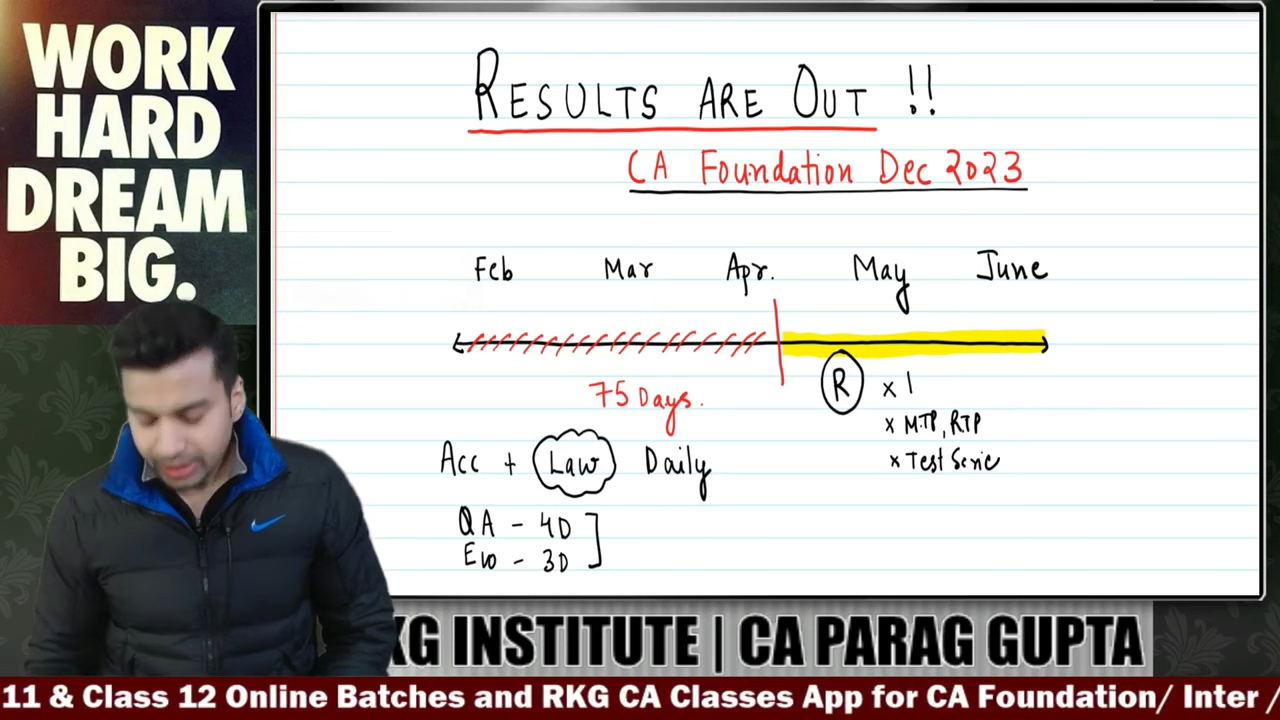 WORK
HARD
DREAM
BIG.
RESULTS ARE OUT !!
CA Foundation Dec 2023
Feb Mar Apr. May June
75 Days.
R x 1
x MTP, RTP
x Test Serie
Acc + Law Daily
QA - 4D
Eco - 3D
KG INSTITUTE | CA PARAG GUPTA
11 & Class 12 Online Batches and RKG CA Classes App for CA Foundation/ Inter /